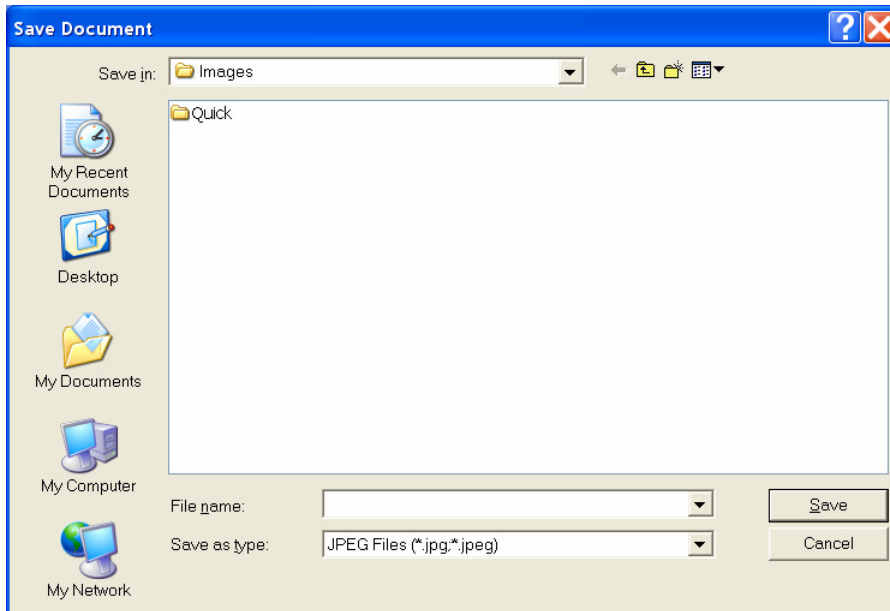 Save Document
?
Save in: Images
Quick
My Recent
Documents
Desktop
My Documents
My Computer
My Network
File name:
Save as type: JPEG Files (*.jpg;*.jpeg)
Save
Cancel